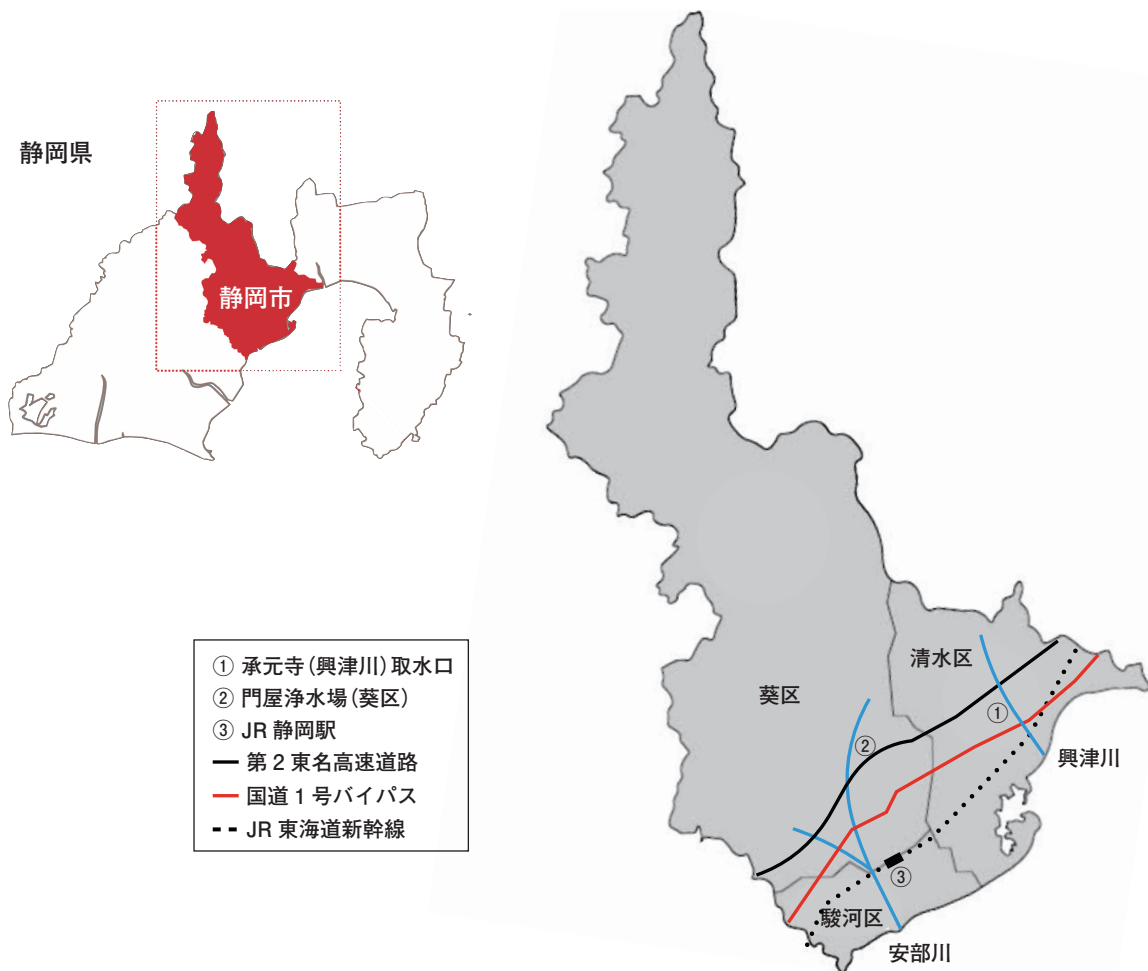 静岡県
静岡市
① 承元寺(興津川)取水口
② 門屋浄水場(葵区)
③ JR 静岡駅
第2東名高速道路
国道1号バイパス
JR 東海道新幹線
清水区
葵区
①
②
興津川
③
駿河区
安部川